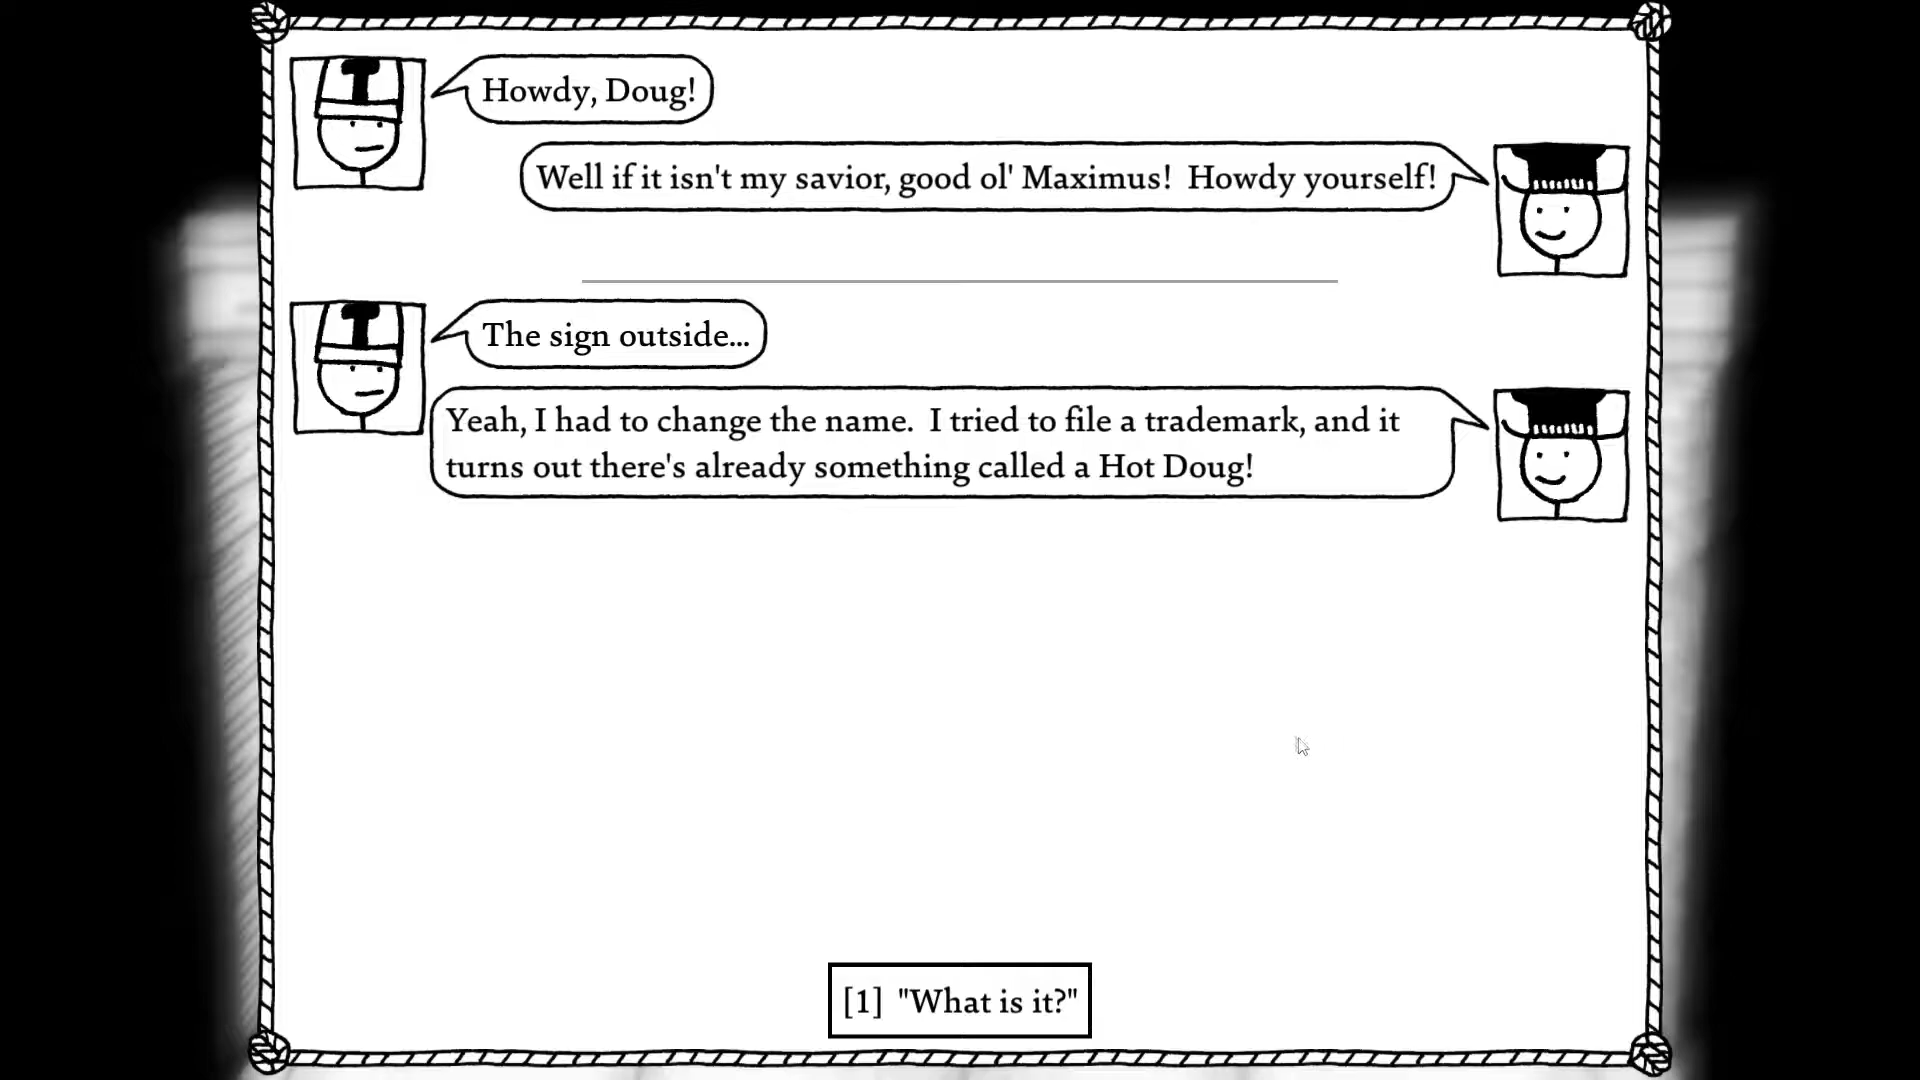 Howdy, Doug!
Well if it isn't my savior, good ol' Maximus!  Howdy yourself!
The sign outside...
Yeah, I had to change the name.  I tried to file a trademark, and it
turns out there's already something called a Hot Doug!
[1]  "What is it?"